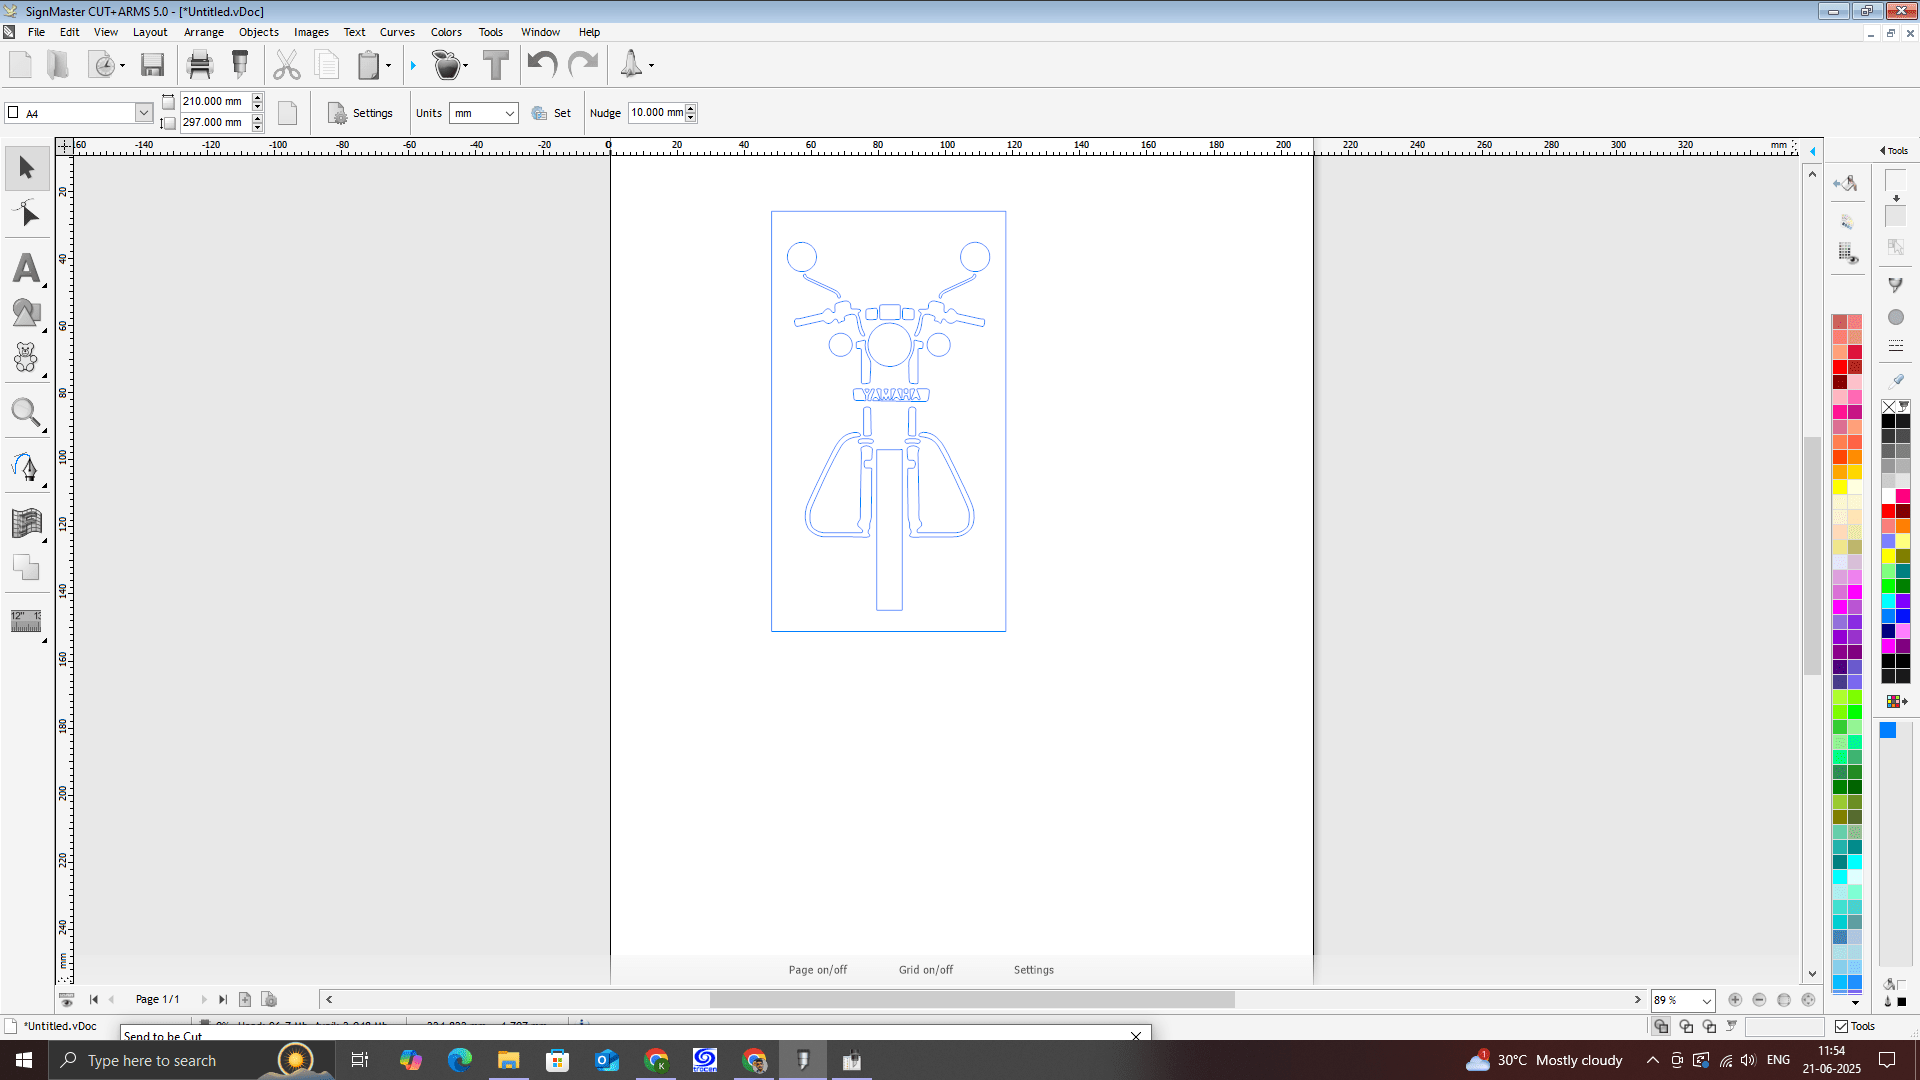 SignMaster CUT+ARMS 5.0 - [*Untitled.vDoc]
File Edit View Layout Arrange Objects Images Text Curves Colors Tools Window Help
A4
210.000 mm
297.000 mm
Settings Units mm Set Nudge 10.000 mm
-140 -120 -100 -80 -60 -40 -20 0 20 40 60 80 100 120 140 160 180 200 220 240 260 280 300 320 mm
Tools
20
40
60
80
100
120
140
160
180
200
220
240
mm
YAMAHA
12"
Page on/off Grid on/off Settings
Page 1/1
89 %
*Untitled.vDoc
Tools
Send to be Cut
Type here to search
K
1
30°C Mostly cloudy
ENG
11:54
21-06-2025